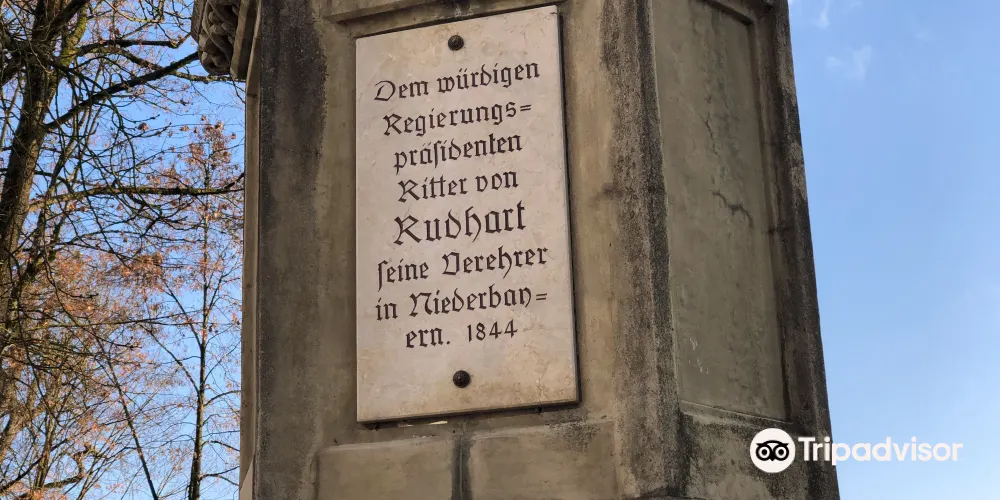 Dem würdigen
Regierungs=
präſidenten
Ritter von
Rudhart
ſeine Verehrer
in Niederbay=
ern. 1844
Tripadvisor